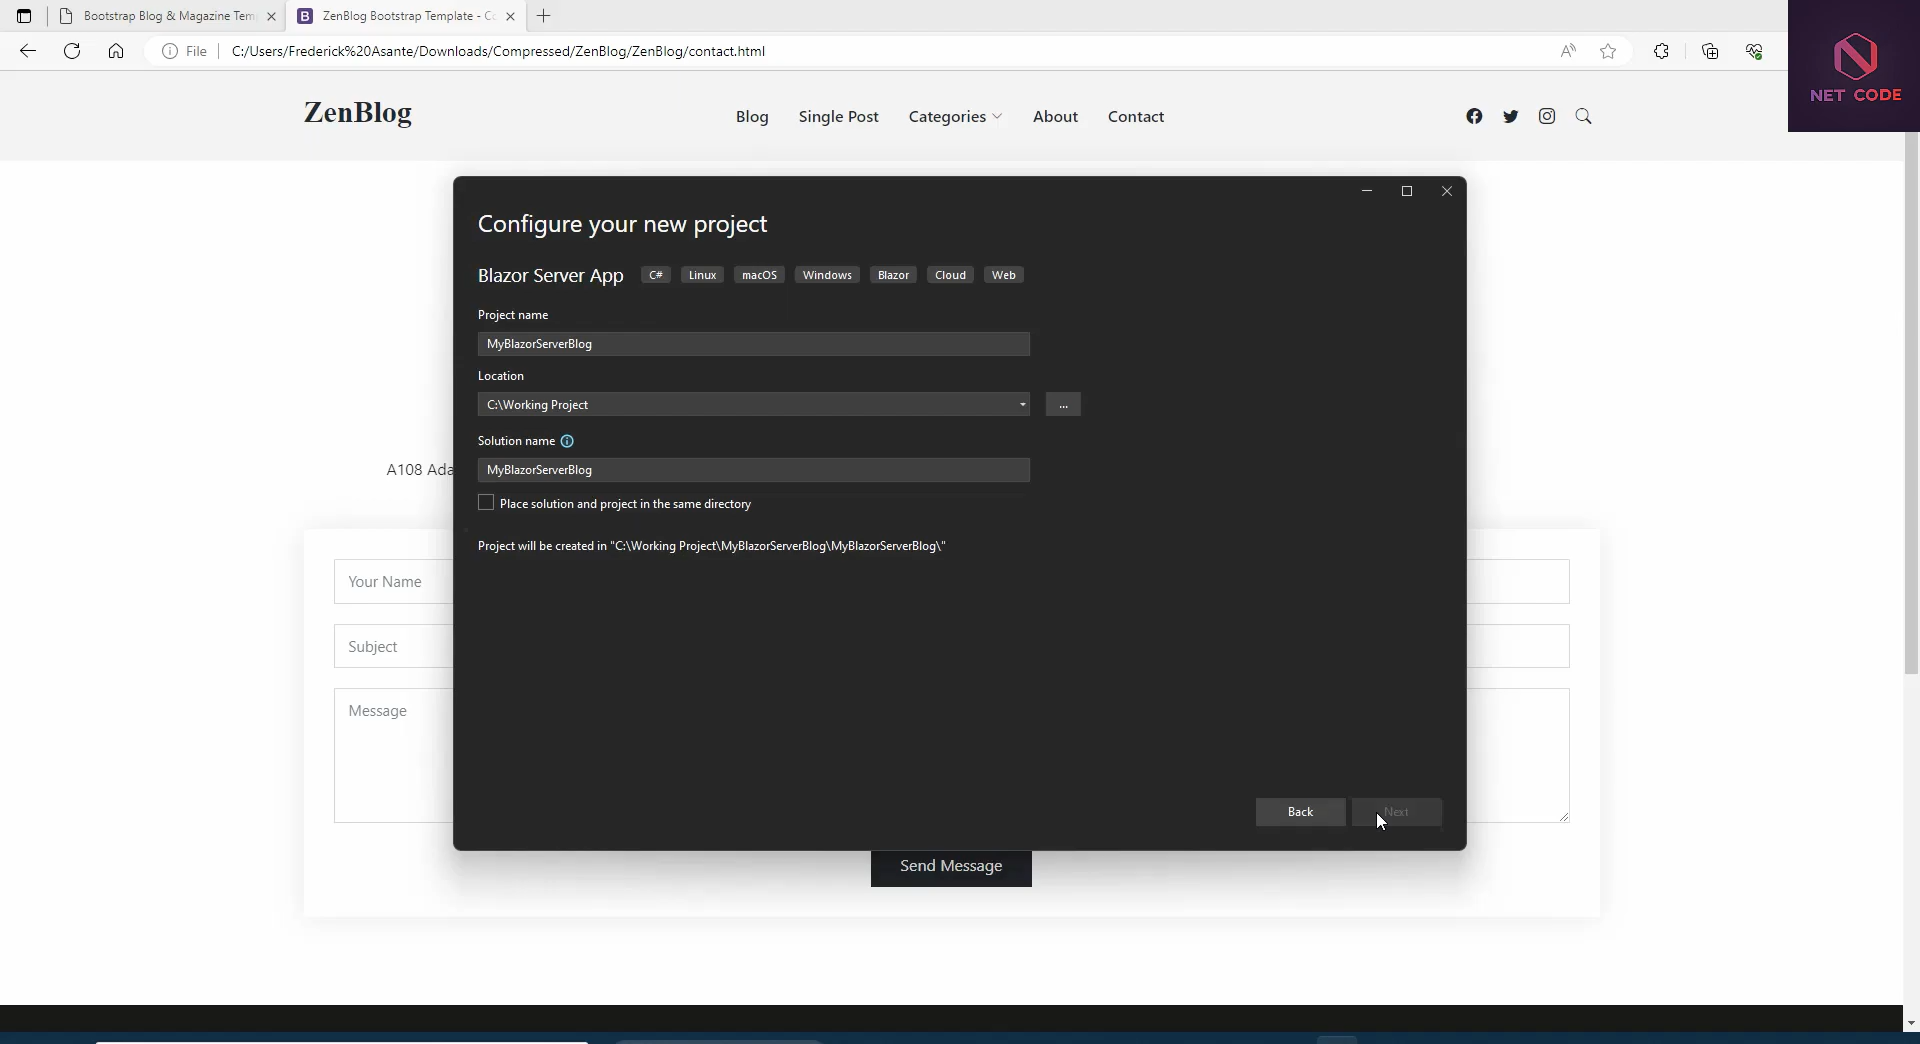 Bootstrap Blog & Magazine Tem
ZenBlog Bootstrap Template - Co
File
C:/Users/Frederick%20Asante/Downloads/Compressed/ZenBlog/ZenBlog/contact.html
NET CODE
ZenBlog
Blog
Single Post
Categories
About
Contact
Configure your new project
Blazor Server App
C#
Linux
macOS
Windows
Blazor
Cloud
Web
Project name
MyBlazorServerBlog
Location
C:\Working Project
...
Solution name
MyBlazorServerBlog
Place solution and project in the same directory
Project will be created in "C:\Working Project\MyBlazorServerBlog\MyBlazorServerBlog\"
Back
Next
A108 Ada
Your Name
Subject
Message
Send Message